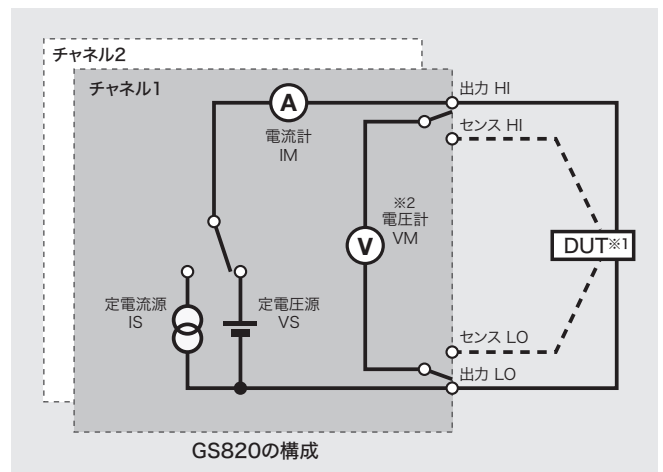 チャネル2
チャネル1
A
電流計
IM
出力 HI
センス HI
※2
電圧計
VM
V
DUT※1
定電流源
IS
定電圧源
VS
センス LO
出力 LO
GS820の構成